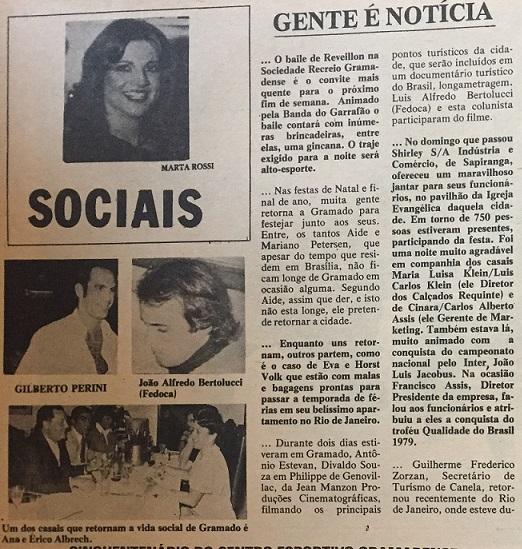 MARTA ROSSI
SOCIAIS
GILBERTO PERINI
João Alfredo Bertolucci
(Fedoca)
Um dos casais que retornam a vida social de Gramado é
Ana e Érico Albrech.
GENTE É NOTÍCIA
... O baile de Reveillon na
Sociedade Recreio Grama-
dense é o convite mais
quente para o próximo
fim de semana. Animado
pela Banda do Garrafão o
baile contará com inúme-
ras brincadeiras, entre
elas, uma gincana. O traje
exigido para a noite será
alto-esporte.
... Nas festas de Natal e fi-
nal de ano, muita gente
retorna a Gramado para
festejar junto aos seus.
Entre, os tantos Aide e
Mariano Petersen, que
apesar do tempo que re-
sidem em Brasília, não fi-
cam longe de Gramado em
ocasião alguma. Segundo
Aide, assim que der, e isto
não esta longe, ele pre-
tende retornar a cidade.
... Enquanto uns retor-
nam, outros partem, como
é o caso de Eva e Horst
Volk que estão com malas e
bagagens prontas para
passar a temporada de fé-
rias em seu belíssimo apar-
tamento no Rio de Janeiro.
... Durante dois dias esti-
veram em Gramado, An-
tônio Estevan, Divaldo Sou-
za em Philippe de Genovil-
lac, da Jean Manzon Pro-
duções Cinematográficas,
filmando os principais
pontos turisticos da cida-
de, que serão incluídos em
um documentário turístico
do Brasil, longametragem.
Luis Alfredo Bertolucci
(Fedoca) e esta colunista
participaram do filme.
... No domingo que passou
Shirley S/A Indústria e
Comércio, de Sapiranga,
ofereceu um maravilhoso
jantar para seus funcioná-
rios, no pavilhão da Igreja
Evangélica daquela cida-
de. Em torno de 750 pes-
soas estiveram presentes,
participando da festa. Foi
uma noite muito agradável
em companhia dos casais
Maria Luisa Klein/Luis
Carlos Klein (ele Diretor
dos Calçados Requinte) e
de Cinara/Carlos Alberto
Assis (ele Gerente de Mar-
keting. Também estava lá,
muito animado com a
conquista do campeonato
nacional pelo Inter, João
Luis Jacobus. Na ocasião
Francisco Assis, Diretor
Presidente da empresa, fa-
lou aos funcionários e atri-
buiu a eles a conquista do
troféu Qualidade do Brasil
1979.
... Guilherme Frederico
Zorzan, Secretário de
Turismo de Canela, retor-
nou recentemente do Rio
de Janeiro, onde esteve du-
CINQUENTENÁRIO DO CENTRO ESPORTIVO GRAMADENSE